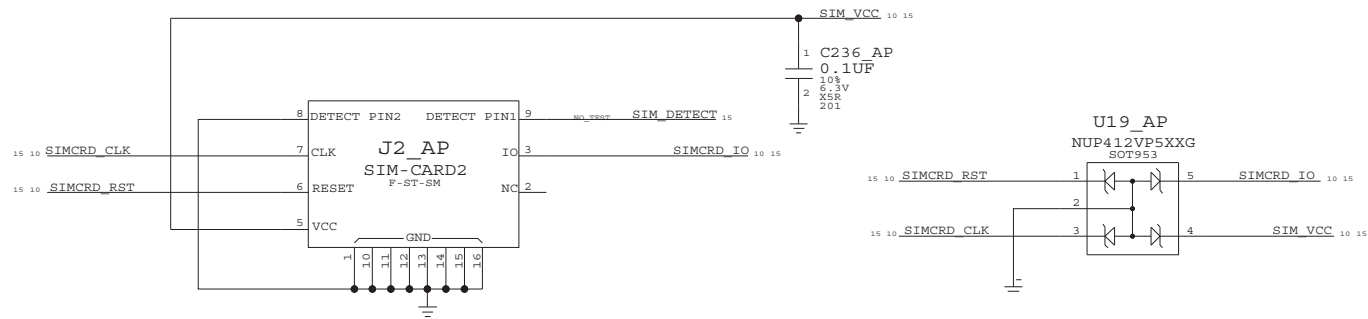 SIM_VCC 10 15
1 C236_AP
0.1UF
10%
6.3V
2 X5R
201
8 DETECT PIN2 DETECT PIN1 9 NO_TEST SIM_DETECT 15
15 10 SIMCRD_CLK 7 CLK J2_AP IO 3 SIMCRD_IO 10 15
SIM-CARD2
F-ST-SM
15 10 SIMCRD_RST 6 RESET NC 2
5 VCC
GND
1 10 11 12 13 14 15 16
U19_AP
NUP412VP5XXG
SOT953
15 10 SIMCRD_RST 1 5 SIMCRD_IO 10 15
2
15 10 SIMCRD_CLK 3 4 SIM_VCC 10 15